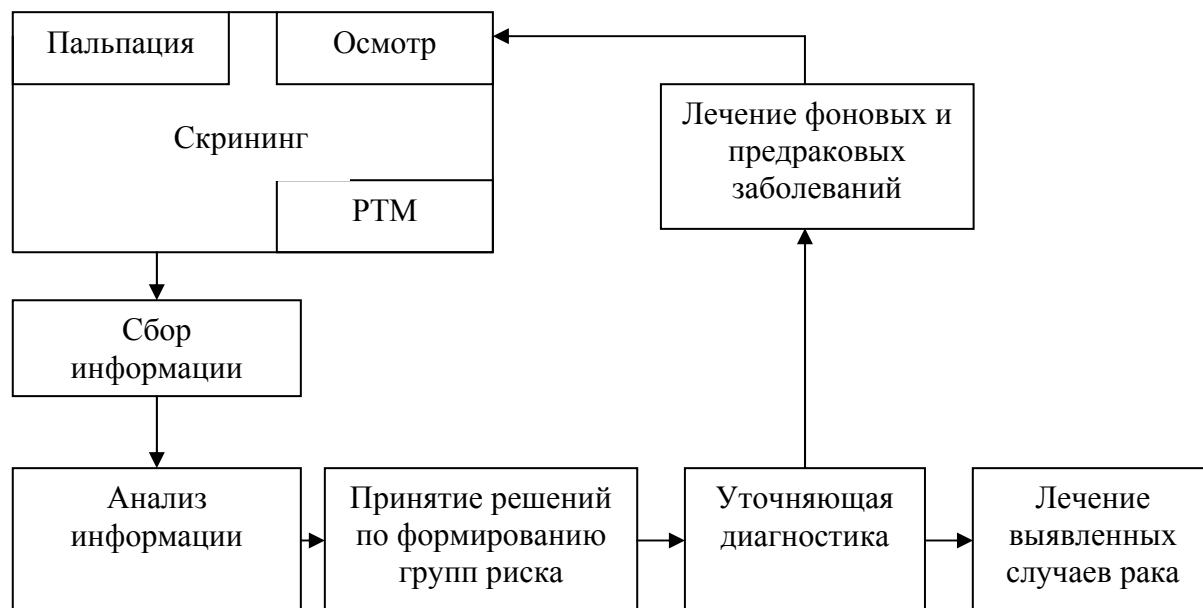 Пальпация
Осмотр
Скрининг
РТМ
Лечение фоновых и
предраковых
заболеваний
Сбор
информации
Анализ
информации
Принятие решений
по формированию
групп риска
Уточняющая
диагностика
Лечение
выявленных
случаев рака